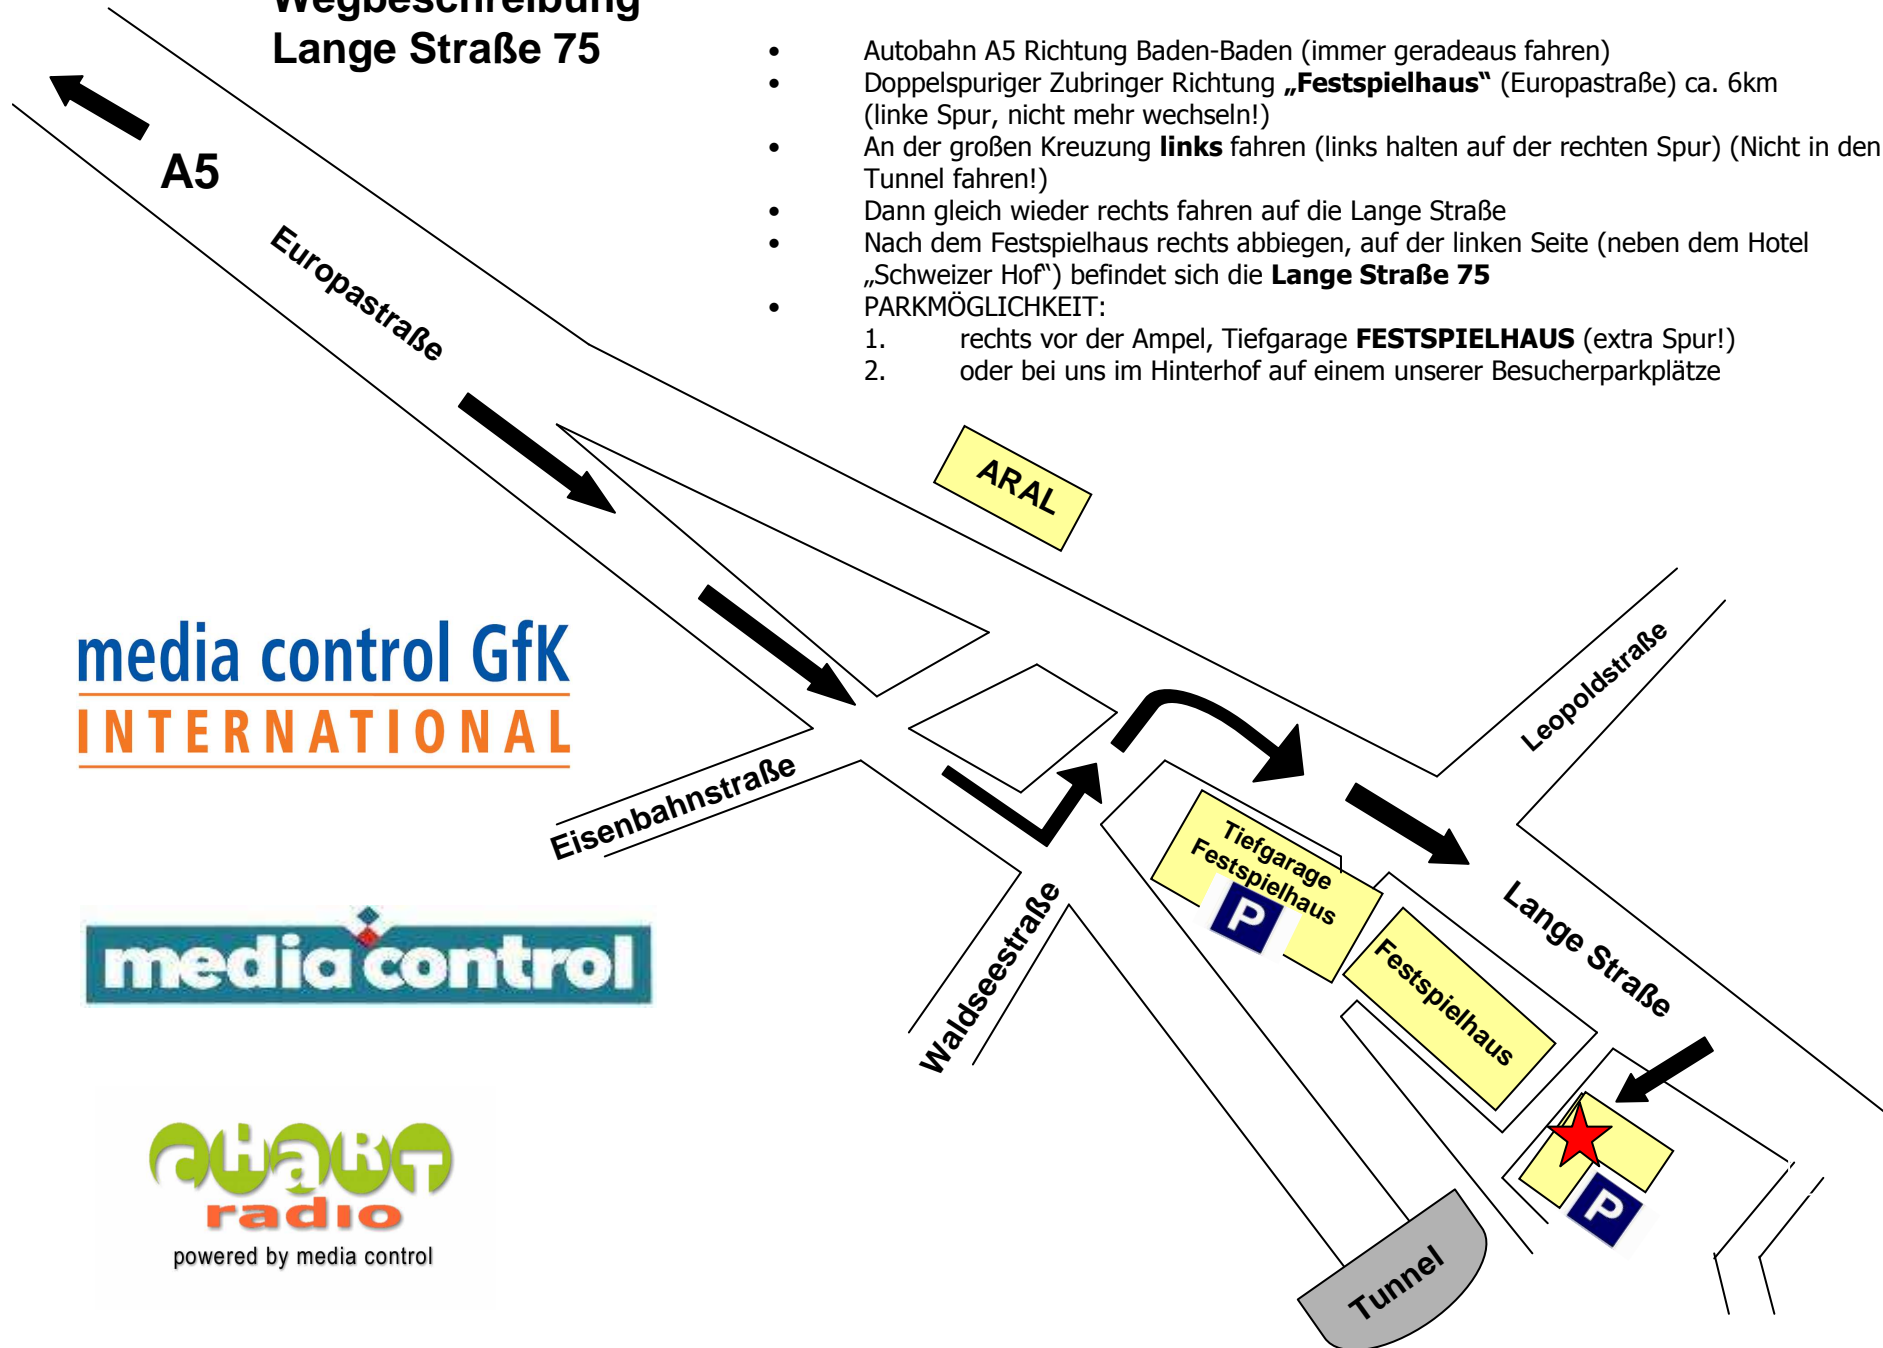 Wegbeschreibung
Lange Straße 75
• Autobahn A5 Richtung Baden-Baden (immer geradeaus fahren)
• Doppelspuriger Zubringer Richtung „Festspielhaus“ (Europastraße) ca. 6km
(linke Spur, nicht mehr wechseln!)
• An der großen Kreuzung links fahren (links halten auf der rechten Spur) (Nicht in den
Tunnel fahren!)
• Dann gleich wieder rechts fahren auf die Lange Straße
• Nach dem Festspielhaus rechts abbiegen, auf der linken Seite (neben dem Hotel
„Schweizer Hof“) befindet sich die Lange Straße 75
• PARKMÖGLICHKEIT:
1. rechts vor der Ampel, Tiefgarage FESTSPIELHAUS (extra Spur!)
2. oder bei uns im Hinterhof auf einem unserer Besucherparkplätze
A5
Europastraße
ARAL
Leopoldstraße
media control GfK
INTERNATIONAL
Eisenbahnstraße
Tiefgarage
Festspielhaus
P
Lange Straße
Waldseestraße
Festspielhaus
media control
P
CHART
radio
powered by media control
Tunnel